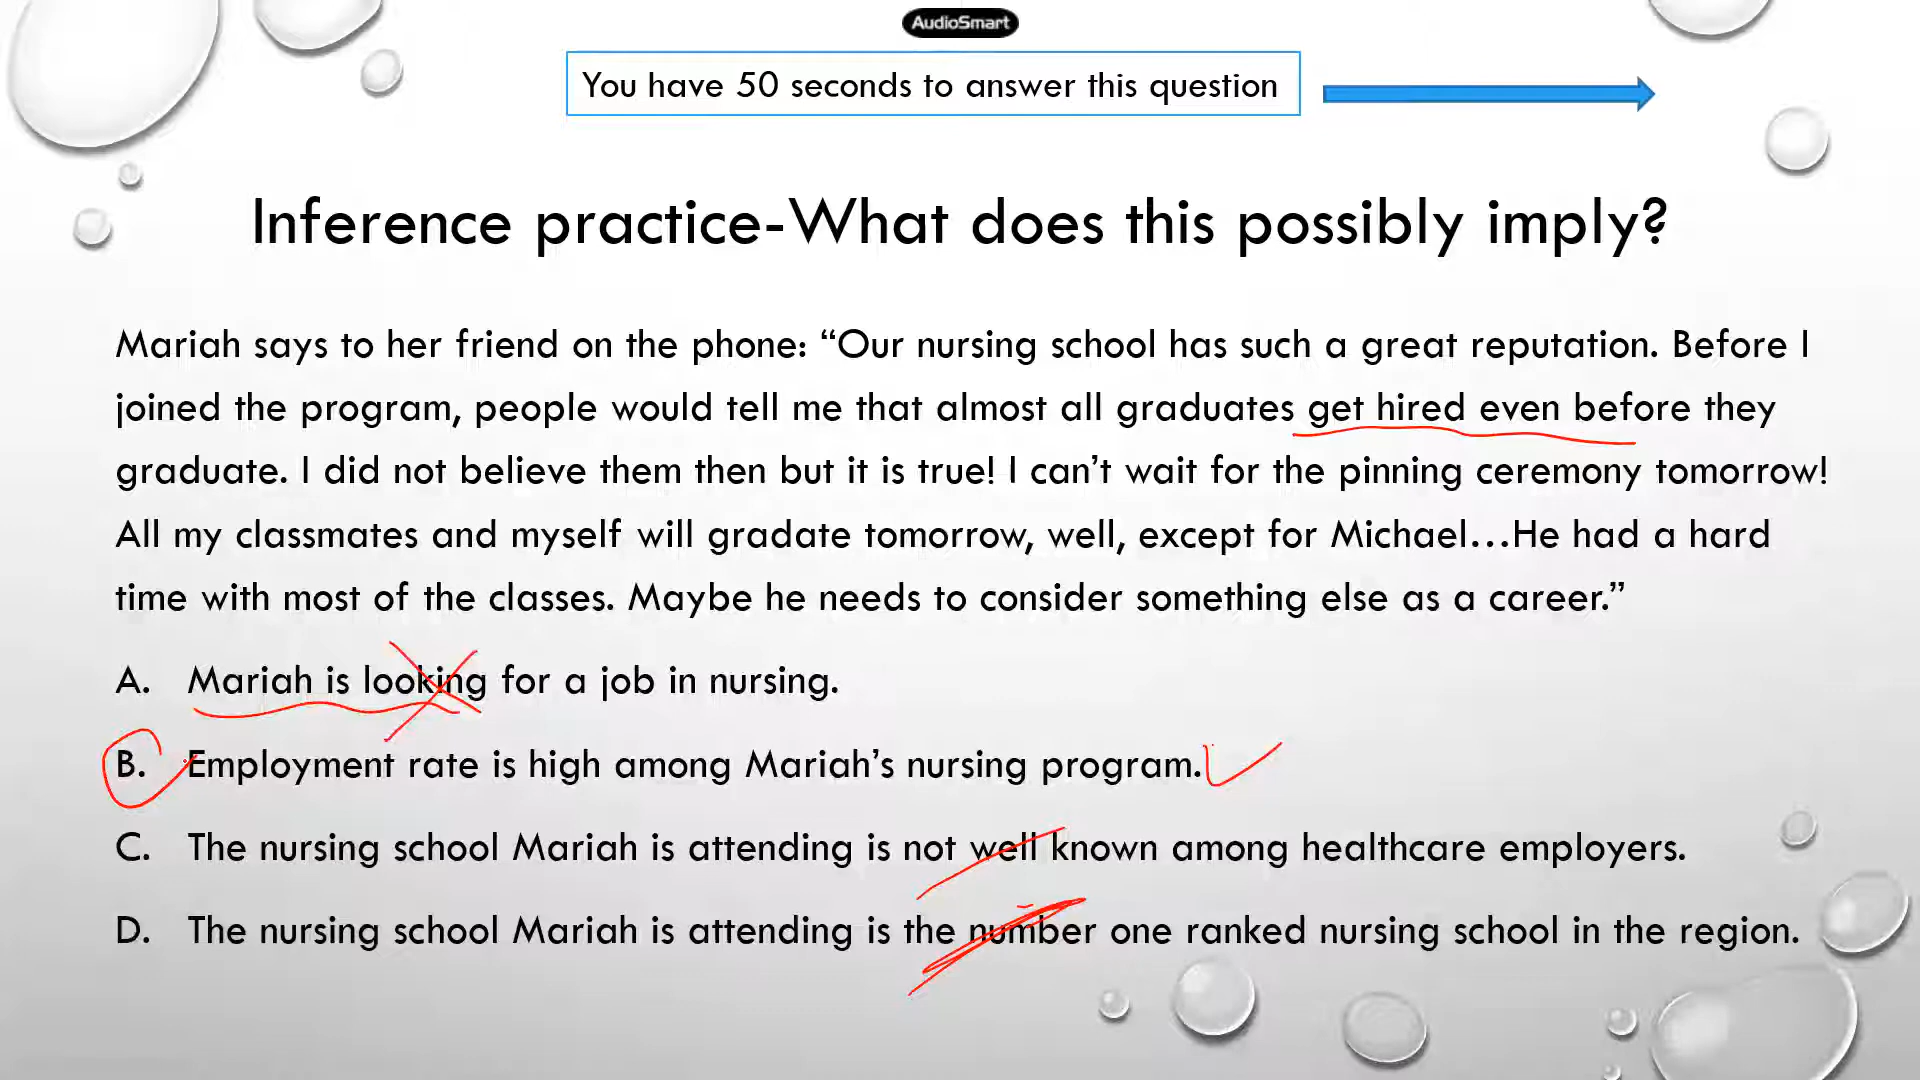 AudioSmart
You have 50 seconds to answer this question
Inference practice-What does this possibly imply?
Mariah says to her friend on the phone: “Our nursing school has such a great reputation. Before I
joined the program, people would tell me that almost all graduates get hired even before they
graduate. I did not believe them then but it is true! I can’t wait for the pinning ceremony tomorrow!
All my classmates and myself will gradate tomorrow, well, except for Michael…He had a hard
time with most of the classes. Maybe he needs to consider something else as a career.”
A. Mariah is looking for a job in nursing.
B. Employment rate is high among Mariah’s nursing program.
C. The nursing school Mariah is attending is not well known among healthcare employers.
D. The nursing school Mariah is attending is the number one ranked nursing school in the region.